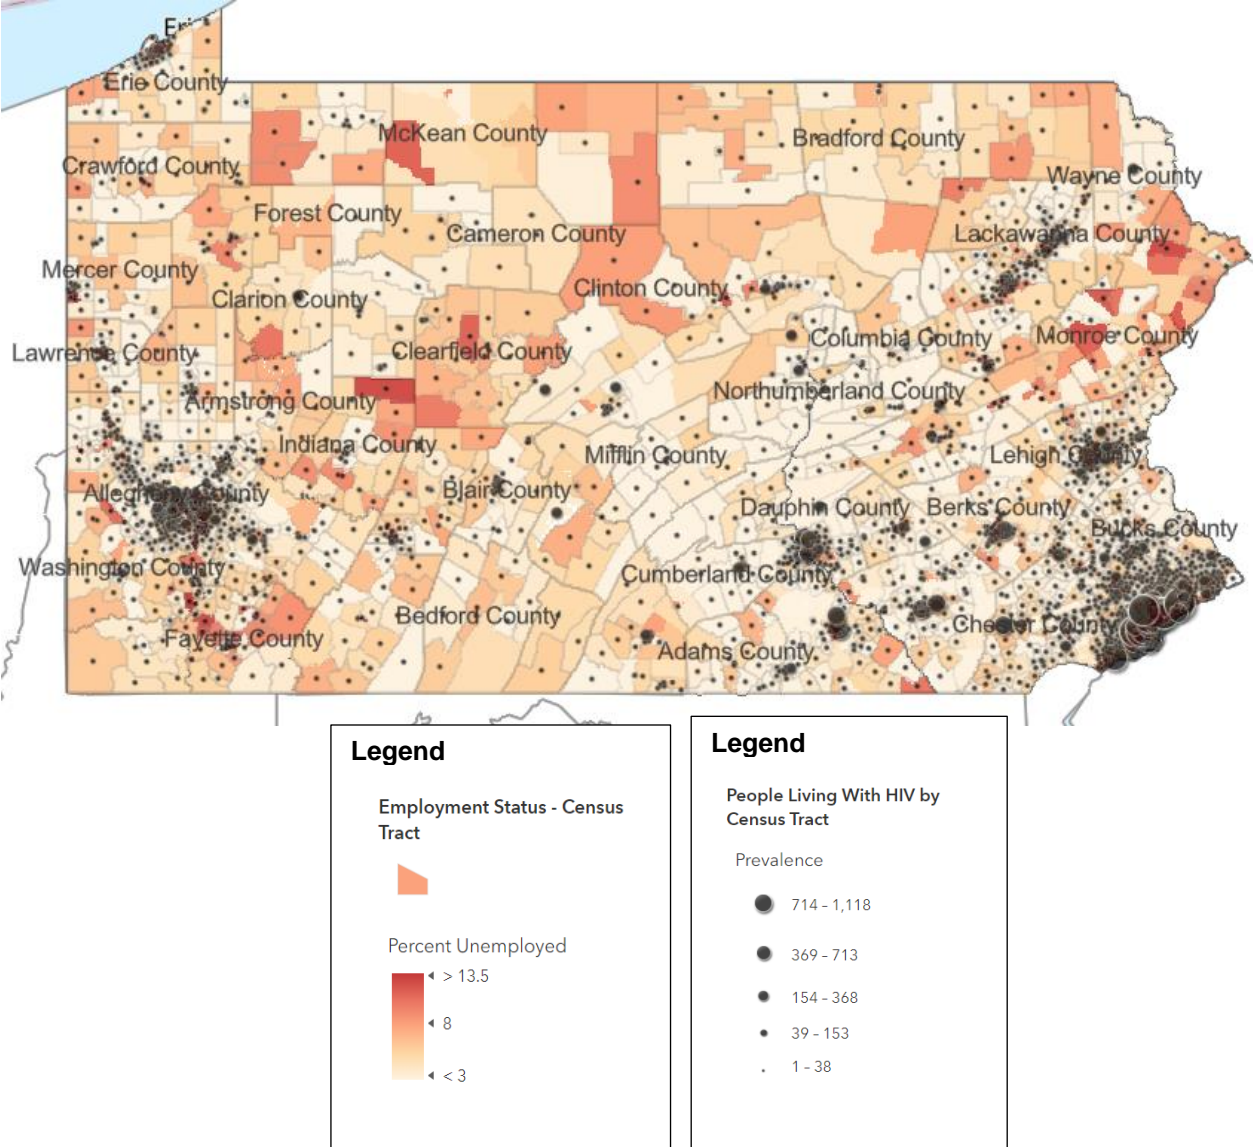 Eri
Erie County
McKean County
Bradford County
Crawford County
Wayne County
Forest County
Cameron County
Lackawanna County
Mercer County
Clinton County
Clarion County
Columbia County
Monroe County
Lawrence County
Clearfield County
Northumberland County
Armstrong County
Indiana County
Mifflin County
Lehigh County
Allegheny County
Blair County
Dauphin County
Berks County
Bucks County
Washington County
Cumberland County
Bedford County
Chester County
Fayette County
Adams County
Legend
Employment Status - Census
Tract
Percent Unemployed
> 13.5
8
< 3
Legend
People Living With HIV by
Census Tract
Prevalence
714 – 1,118
369 – 713
154 – 368
39 – 153
1 – 38